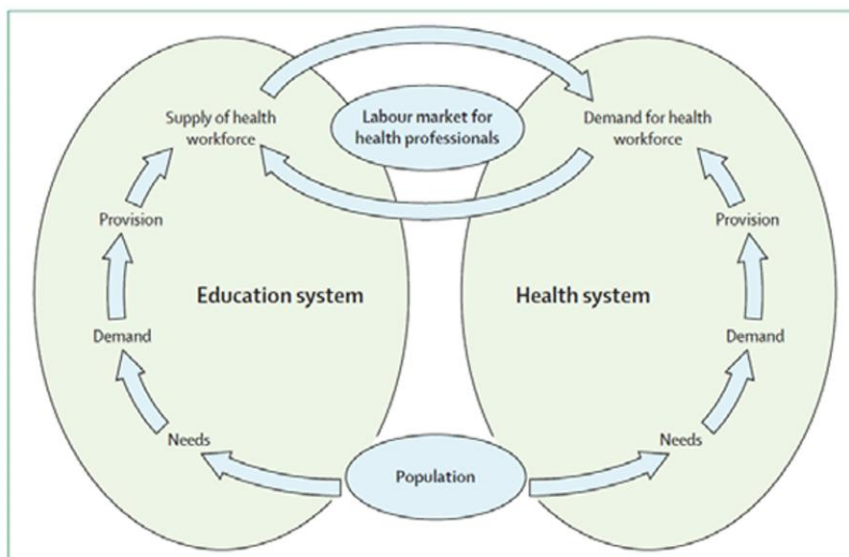 Supply of health
workforce
Labour market for
health professionals
Demand for health
workforce
Provision
Provision
Education system
Health system
Demand
Demand
Needs
Needs
Population